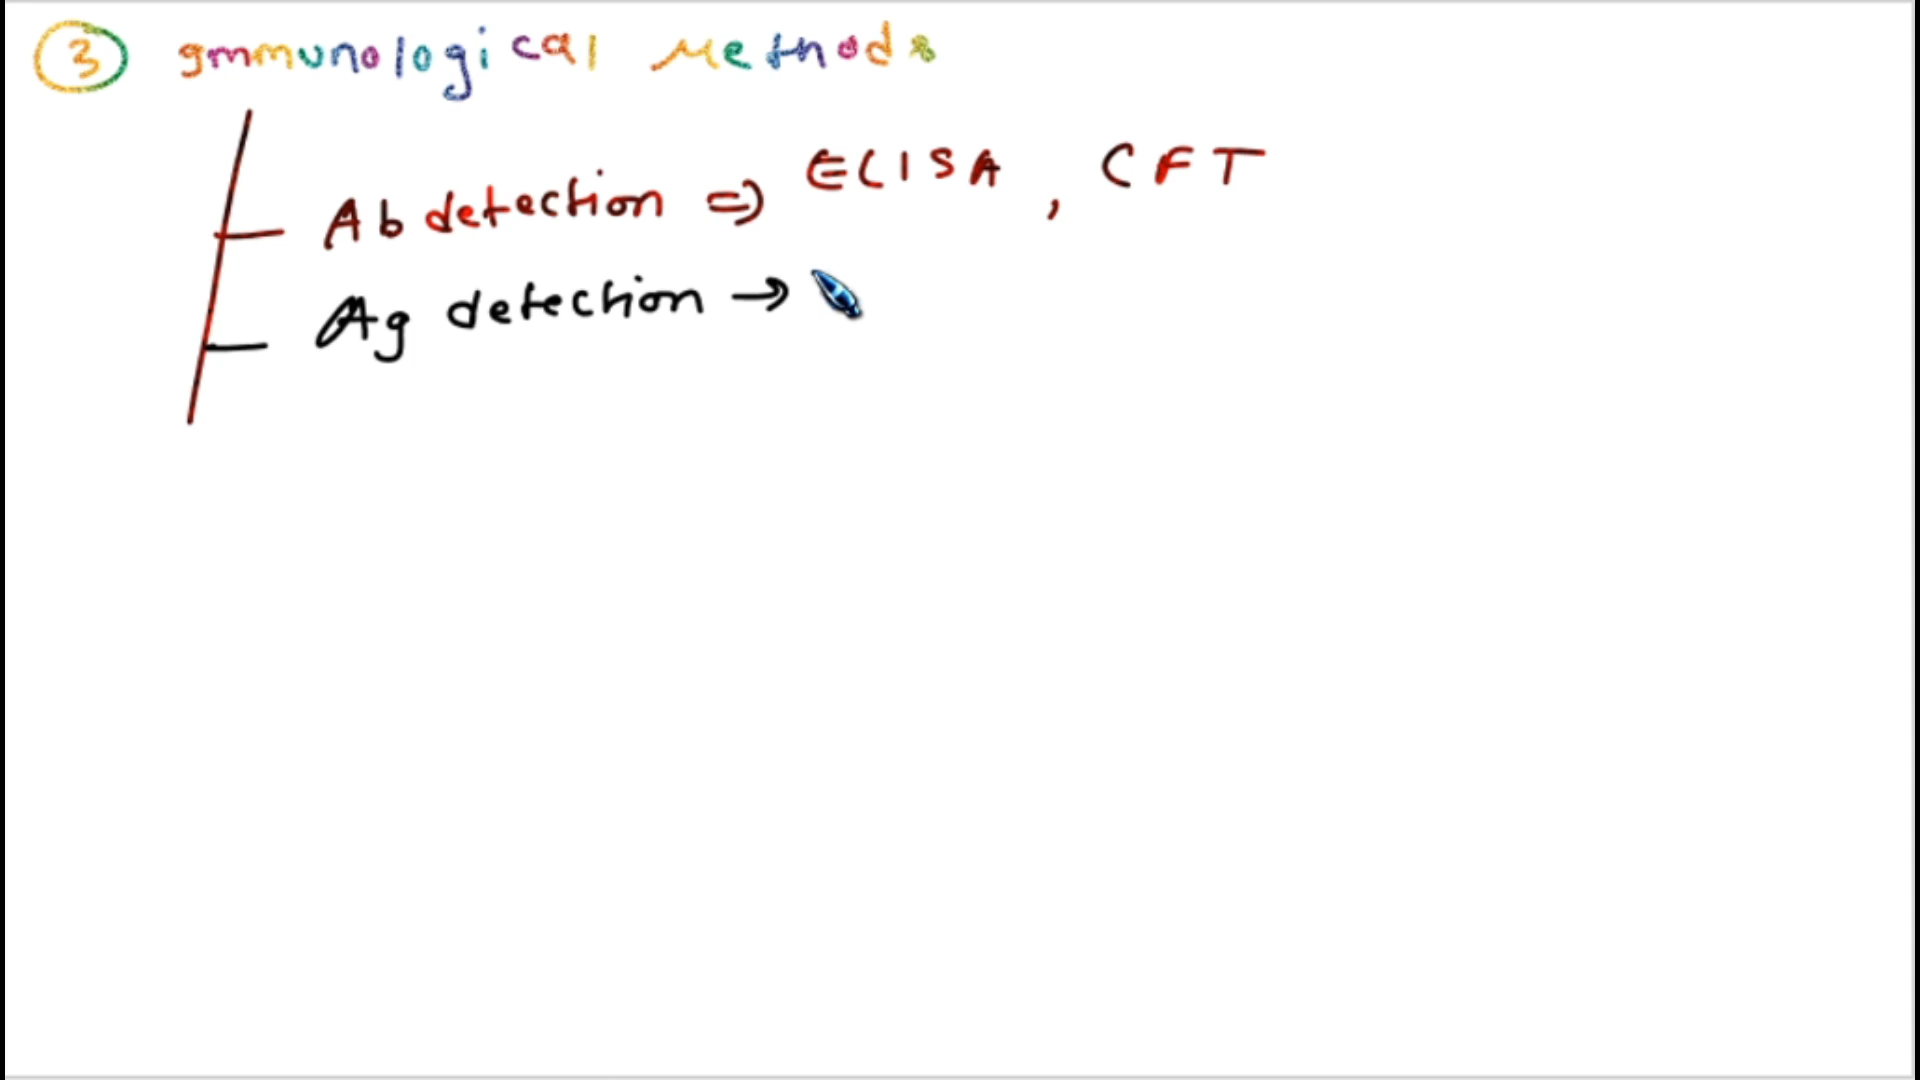 3 Immunological Methods
Ab detection => ELISA, CFT
Ag detection →